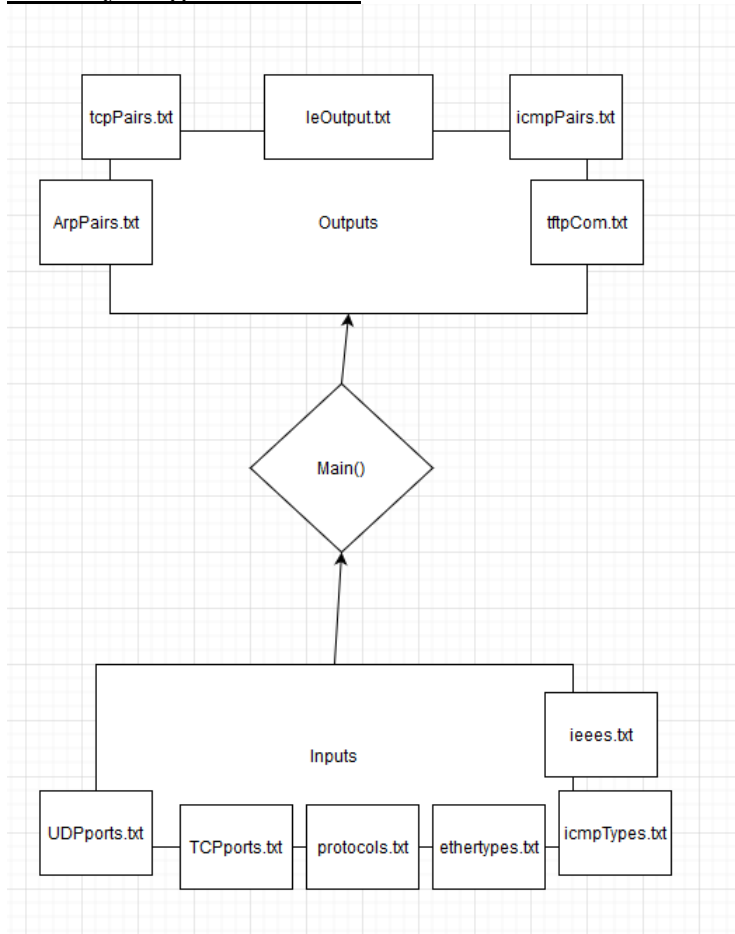 tcpPairs.txt
leOutput.txt
icmpPairs.txt
ArpPairs.txt
Outputs
tftpCom.txt
Main()
ieees.txt
Inputs
UDPports.txt
TCPports.txt
protocols.txt
ethertypes.txt
icmpTypes.txt